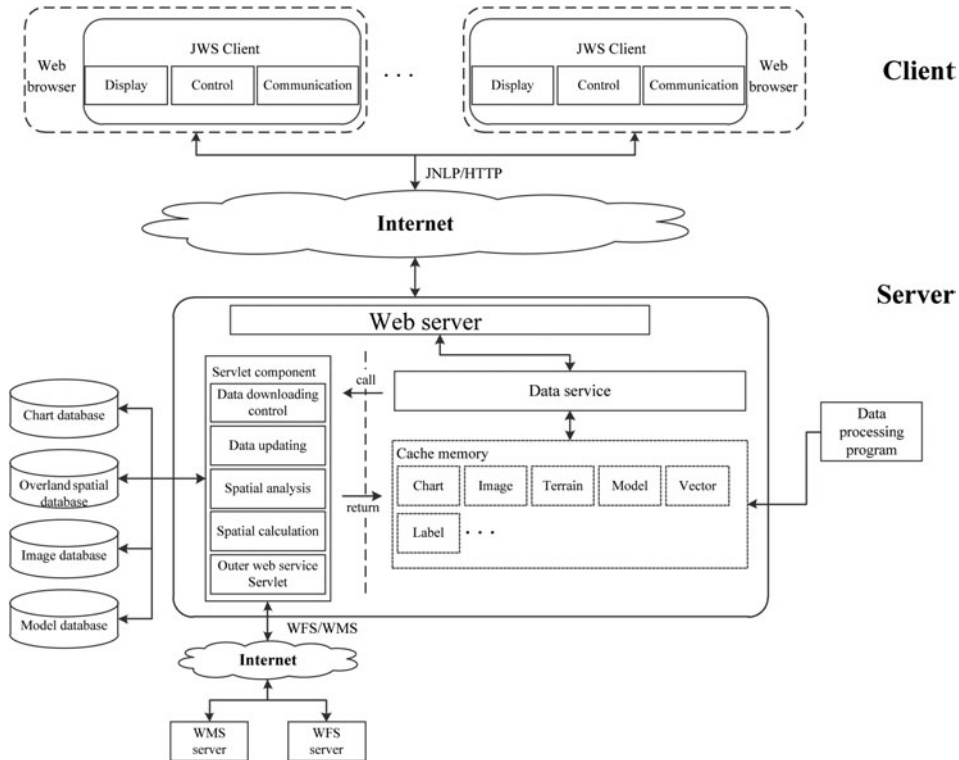 JWS Client
Web
browser
Display
Control
Communication
. . .
JWS Client
Display
Control
Communication
Web
browser
Client
JNLP/HTTP
Internet
Server
Web server
Servlet component
Data downloading
control
Data updating
Spatial analysis
Spatial calculation
Outer web service
Servlet
call
return
Data service
Cache memory
Chart
Image
Terrain
Model
Vector
Label
. . .
Data
processing
program
Chart database
Overland spatial
database
Image database
Model database
WFS/WMS
Internet
WMS
server
WFS
server